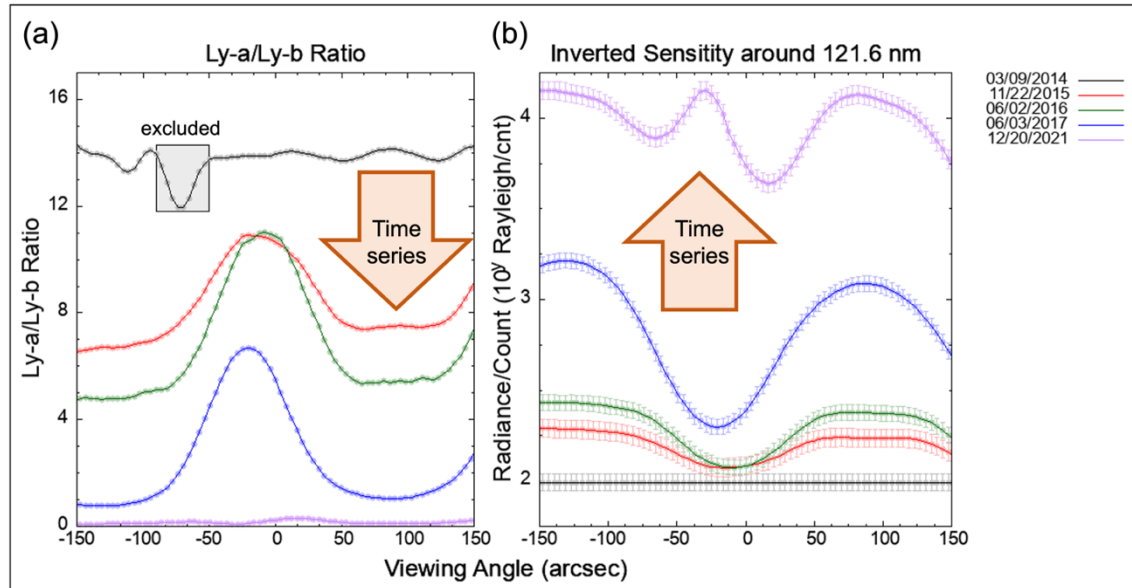 (a)
Ly-a/Ly-b Ratio
16
12
8
4
0
Ly-a/Ly-b Ratio
excluded
Time
series
-150 -100 -50 0 50 100 150
(b)
Inverted Sensitity around 121.6 nm
4
3
2
Radiance/Count (10^y Rayleigh/cnt)
Time
series
-150 -100 -50 0 50 100 150
Viewing Angle (arcsec)
03/09/2014
11/22/2015
06/02/2016
06/03/2017
12/20/2021